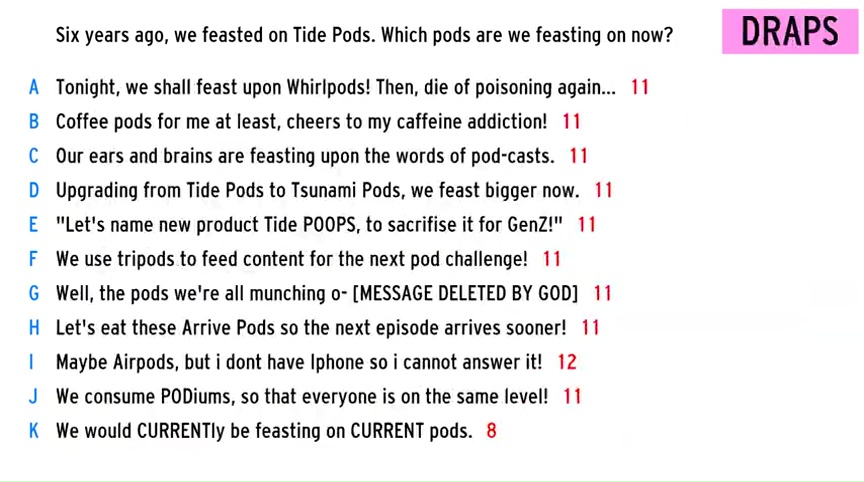 Six years ago, we feasted on Tide Pods. Which pods are we feasting on now?
DRAPS
A Tonight, we shall feast upon Whirlpods! Then, die of poisoning again... 11
B Coffee pods for me at least, cheers to my caffeine addiction! 11
C Our ears and brains are feasting upon the words of pod-casts. 11
D Upgrading from Tide Pods to Tsunami Pods, we feast bigger now. 11
E "Let's name new product Tide POOPS, to sacrifise it for GenZ!" 11
F We use tripods to feed content for the next pod challenge! 11
G Well, the pods we're all munching o- [MESSAGE DELETED BY GOD] 11
H Let's eat these Arrive Pods so the next episode arrives sooner! 11
I Maybe Airpods, but i dont have Iphone so i cannot answer it! 12
J We consume PODiums, so that everyone is on the same level! 11
K We would CURRENTly be feasting on CURRENT pods. 8